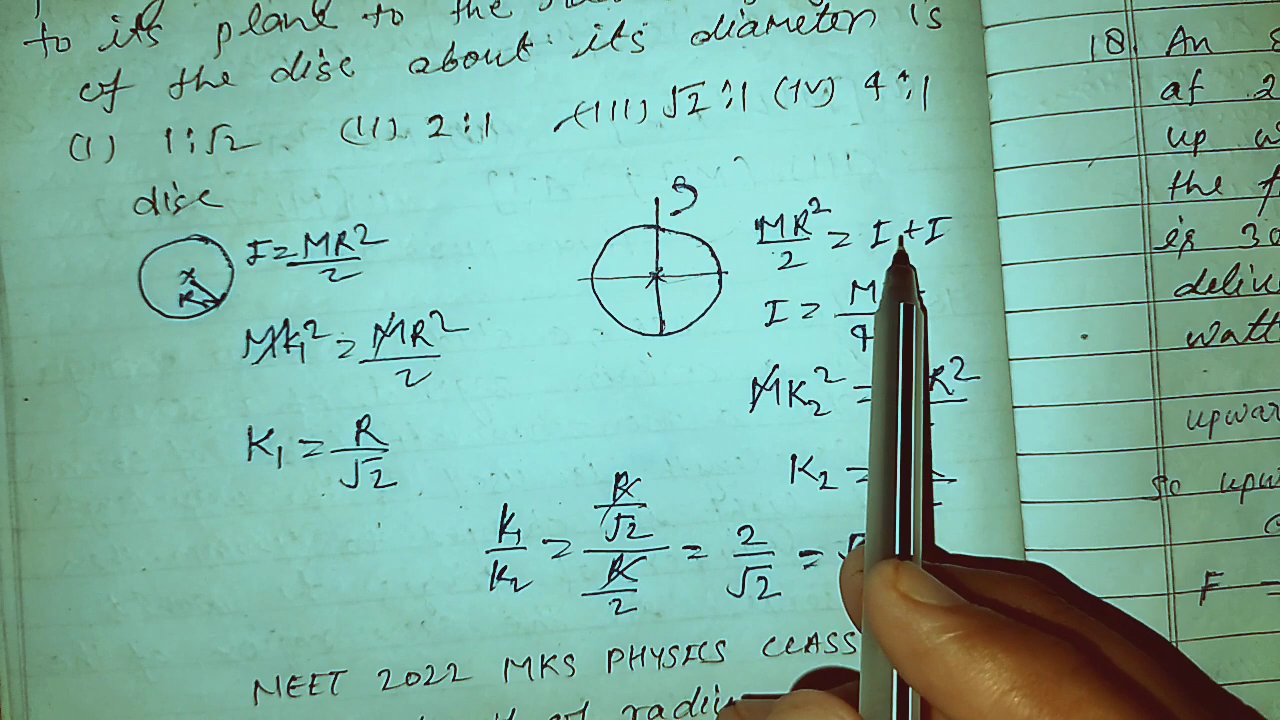 to its plane to the
of the disc about its diameter is
(I) 1:√2 (II) 2:1 (III) √2:1 (IV) 4:1
disc
I = MR²/2
R
MK₁² = MR²/2
K₁ = R/√2
MR²/2 = I + I
I =
MK₂² = R²
K₂ =
K₁/K₂ = (R/√2)/(R/2) = 2/√2 =
NEET 2022 MKS PHYSICS CLASS
of radiu
18. An
of 2
up w
the f
is 30
deliv
watt
upwar
So upw
F =